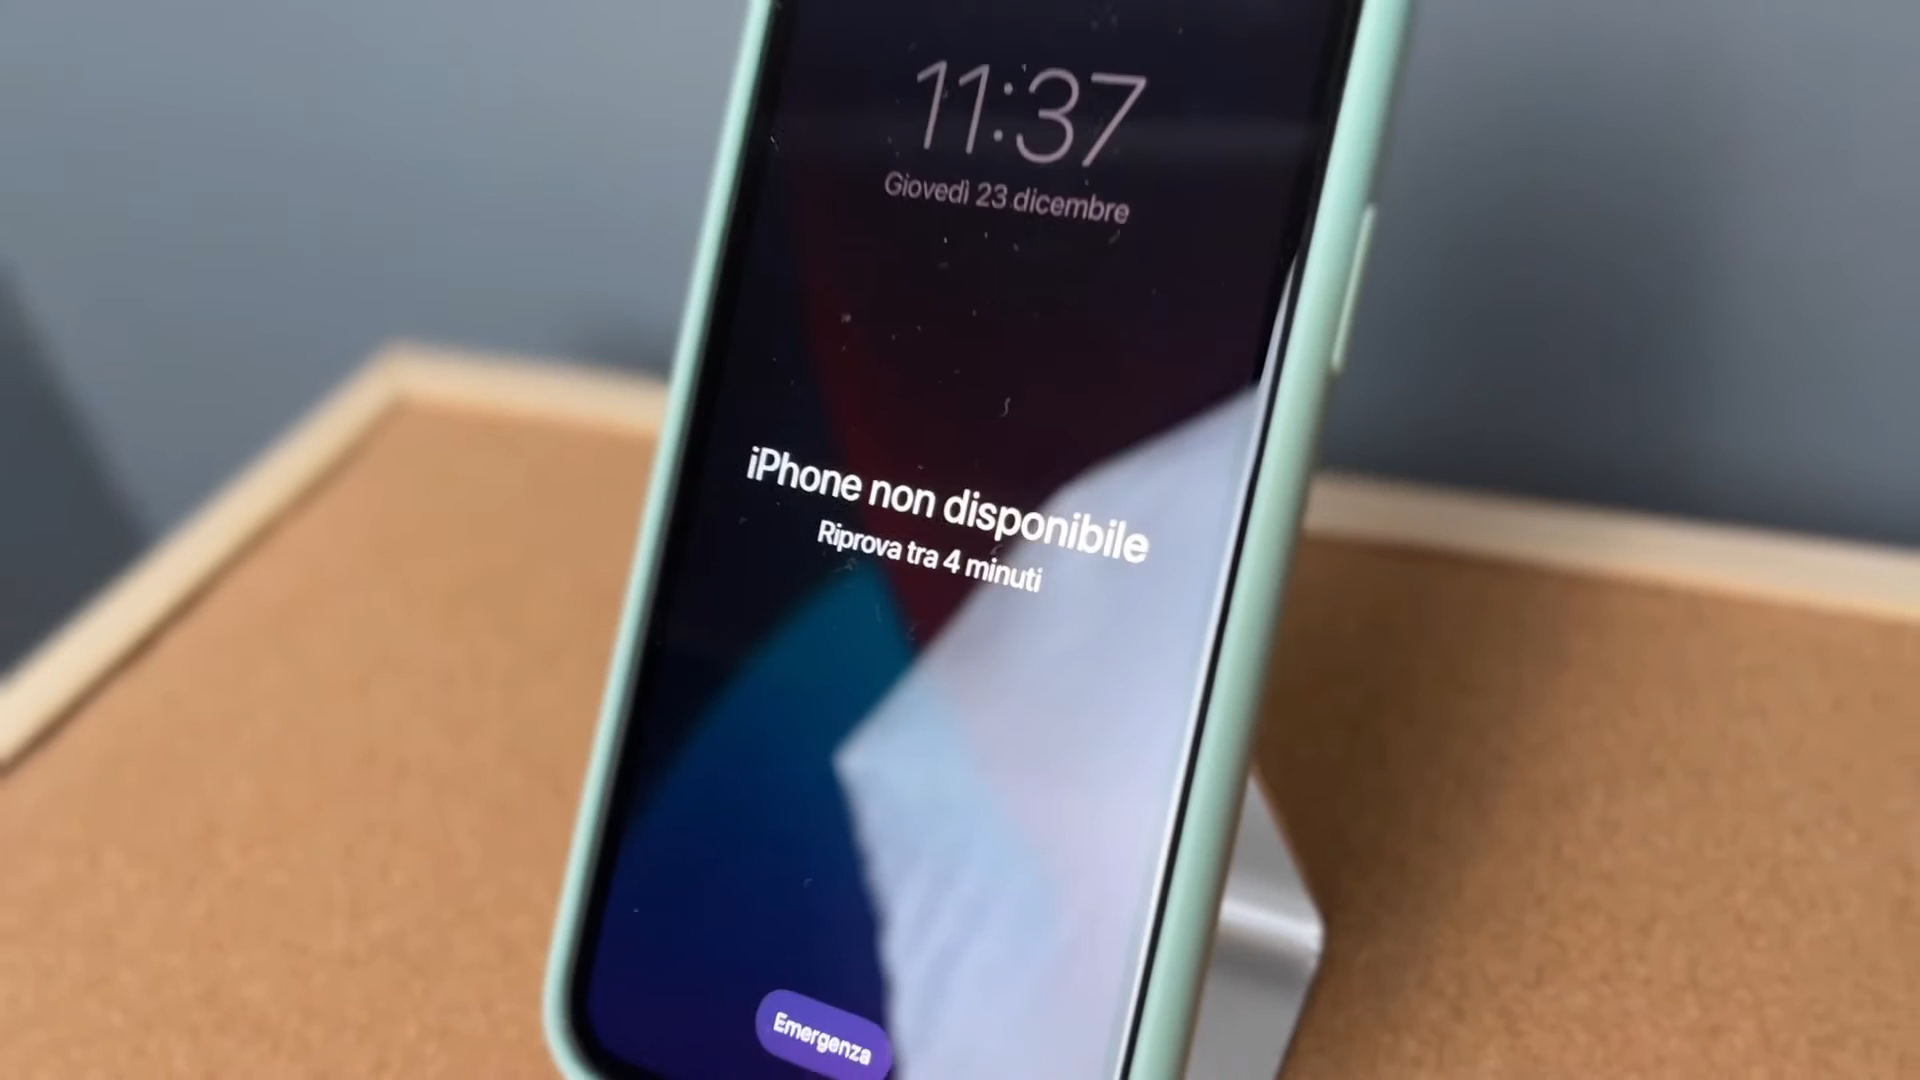 11:37
Giovedì 23 dicembre
iPhone non disponibile
Riprova tra 4 minuti
Emergenza